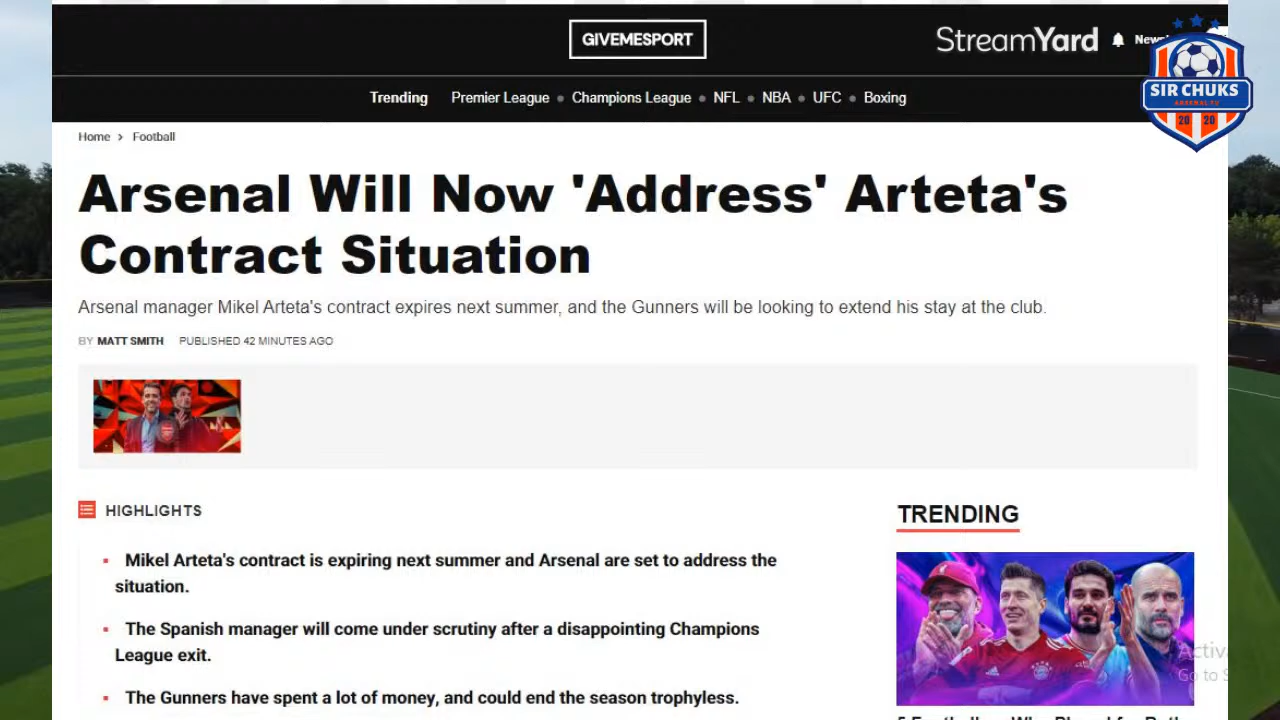 GIVEMESPORT
StreamYard
Trending Premier League Champions League NFL NBA UFC Boxing
SIR CHUKS
ARSENAL TV
20 20
Home > Football
Arsenal Will Now 'Address' Arteta's
Contract Situation
Arsenal manager Mikel Arteta's contract expires next summer, and the Gunners will be looking to extend his stay at the club.
BY MATT SMITH PUBLISHED 42 MINUTES AGO
HIGHLIGHTS
Mikel Arteta's contract is expiring next summer and Arsenal are set to address the
situation.
The Spanish manager will come under scrutiny after a disappointing Champions
League exit.
The Gunners have spent a lot of money, and could end the season trophyless.
TRENDING
Go to